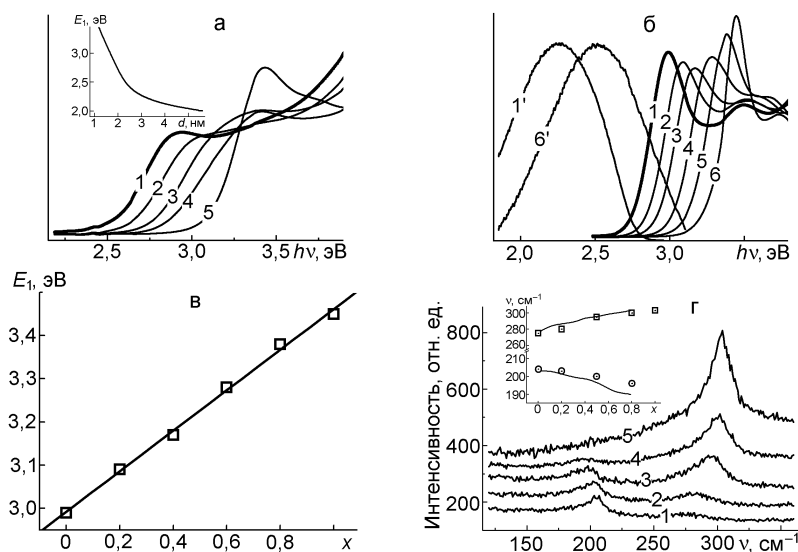 а
E₁, эВ
3,0
2,5
2,0
1 2 3 4 d, нм
1
2
3
4
5
2,5 3,0 3,5 hν, эВ
б
1'
6'
1
2
3
4
5
6
2,0 2,5 3,0 hν, эВ
в
E₁, эВ
3,4
3,3
3,2
3,1
3,0
0 0,2 0,4 0,6 0,8 x
г
Интенсивность, отн. ед.
800
600
400
200
ν, см⁻¹
300
280
260
210
200
190
0 0,2 0,4 0,6 0,8 x
5
4
3
2
1
150 200 250 300 ν, см⁻¹